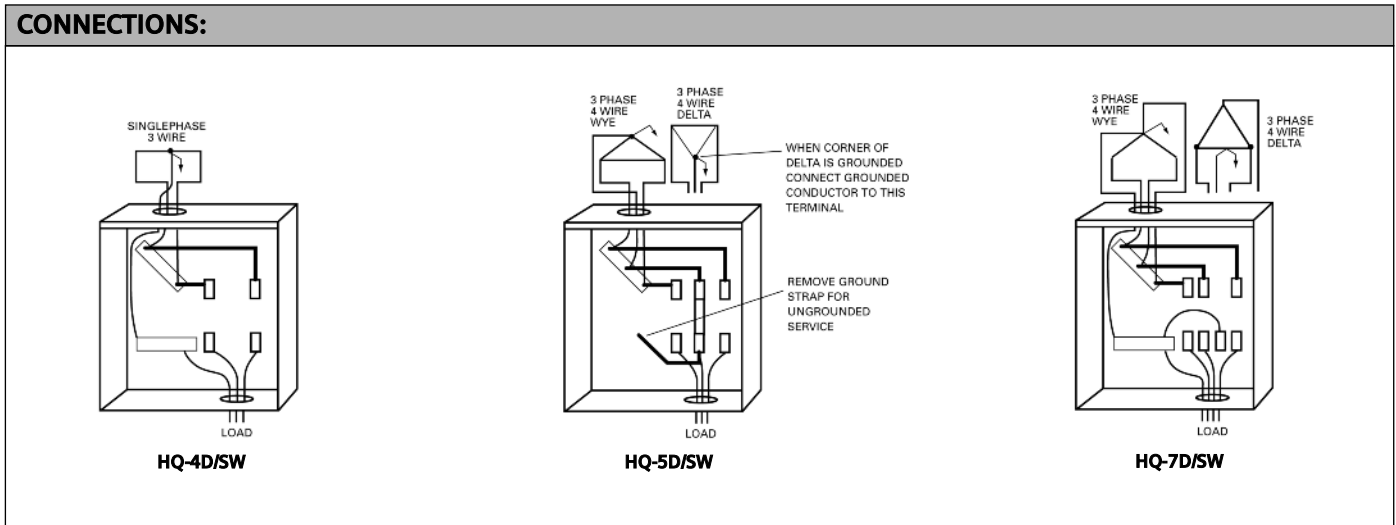 CONNECTIONS:
SINGLEPHASE
3 WIRE
LOAD
HQ-4D/SW
3 PHASE
4 WIRE
WYE
3 PHASE
4 WIRE
DELTA
WHEN CORNER OF
DELTA IS GROUNDED
CONNECT GROUNDED
CONDUCTOR TO THIS
TERMINAL
REMOVE GROUND
STRAP FOR
UNGROUNDED
SERVICE
LOAD
HQ-5D/SW
3 PHASE
4 WIRE
WYE
3 PHASE
4 WIRE
DELTA
LOAD
HQ-7D/SW